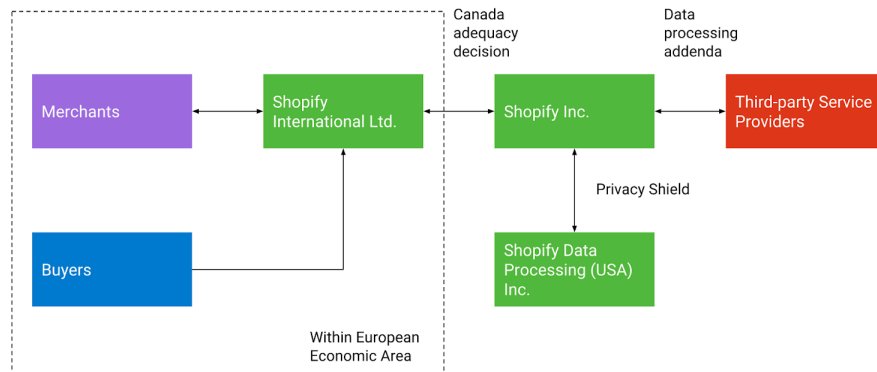 Canada
adequacy
decision
Data
processing
addenda
Merchants
Shopify
International Ltd.
Shopify Inc.
Third-party Service
Providers
Privacy Shield
Buyers
Shopify Data
Processing (USA)
Inc.
Within European
Economic Area